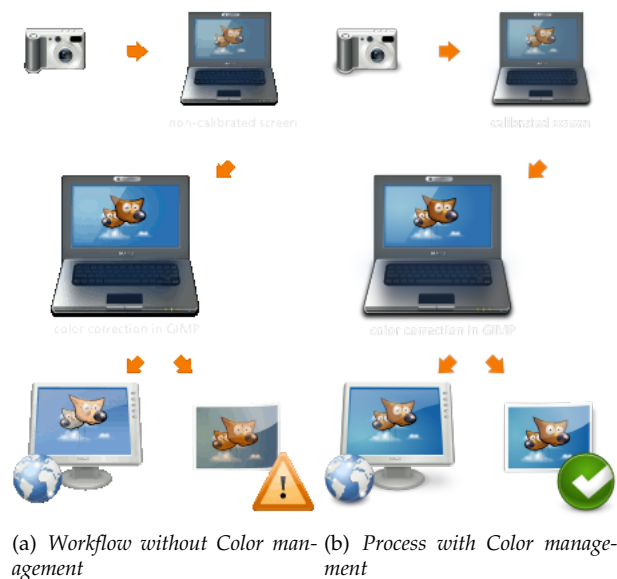 non-calibrated screen
calibrated screen
color correction in GIMP
color correction in GIMP
(a) Workflow without Color man-
agement
(b) Process with Color manage-
ment